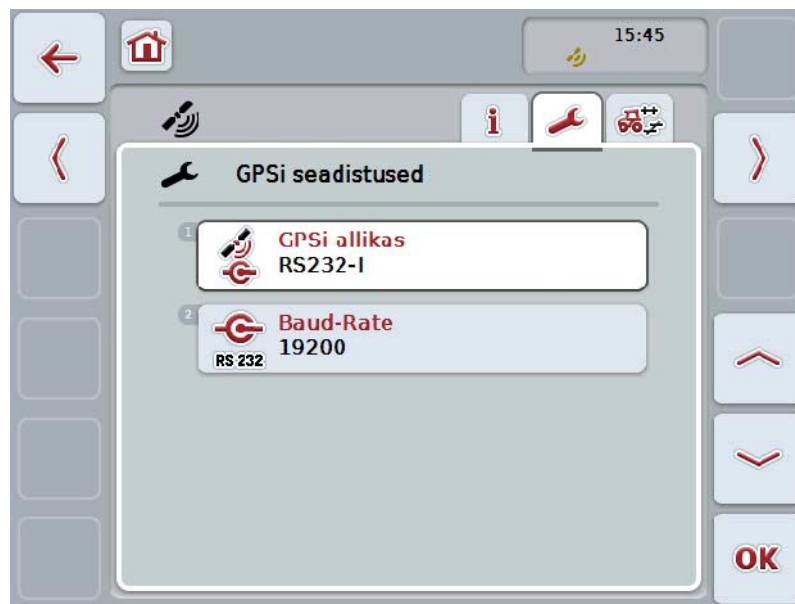 15:45
i
GPSi seadistused
1
GPSi allikas
RS232-I
2
Baud-Rate
19200
RS 232
OK